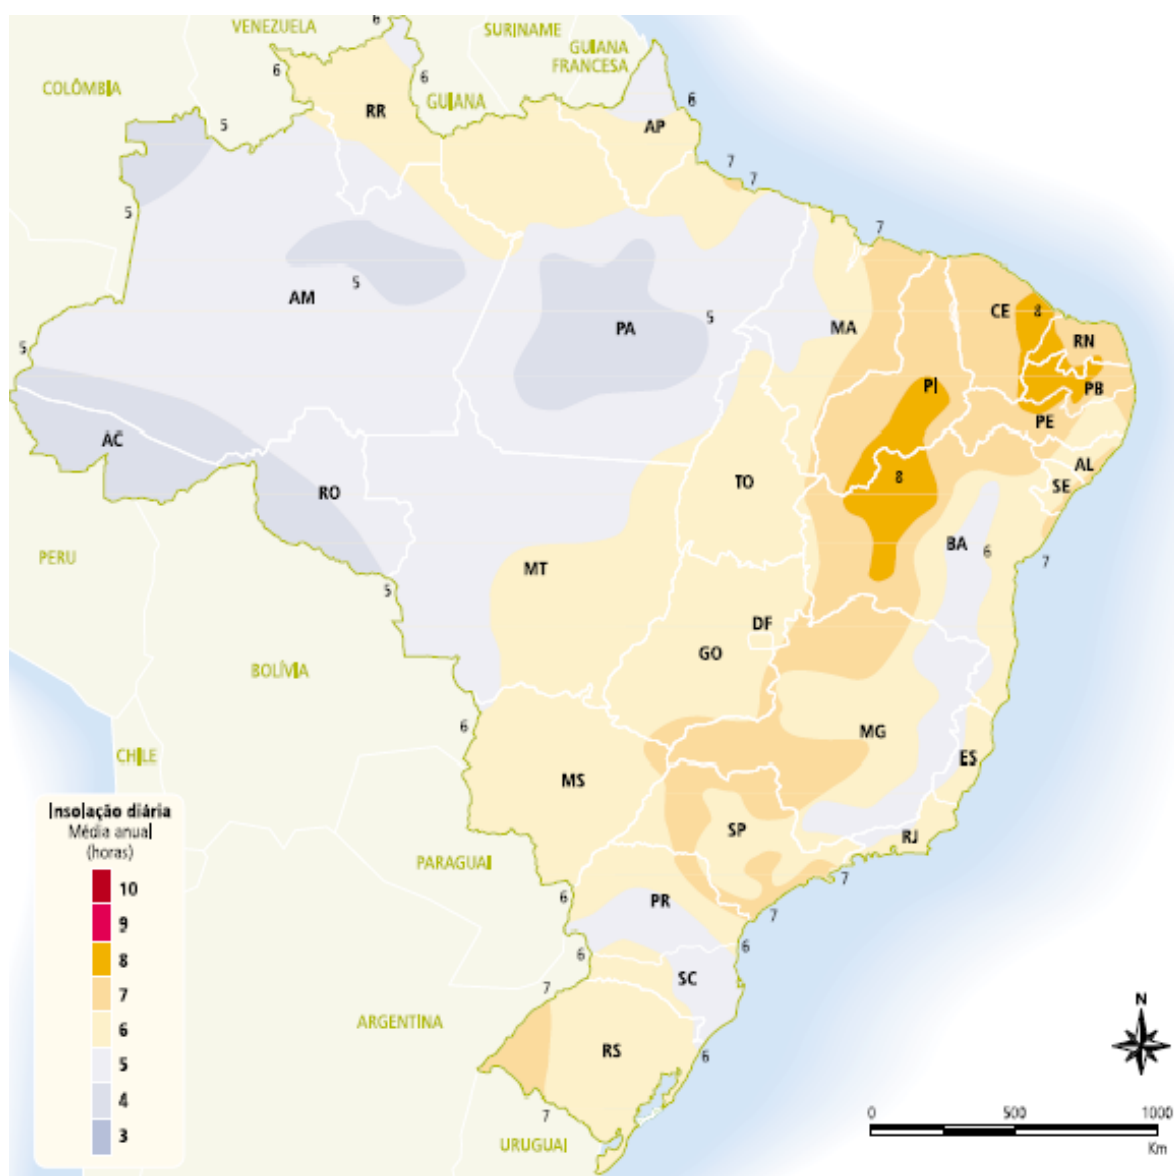 VENEZUELA
6
SURINAME
GUIANA
FRANCESA
COLÔMBIA
6
6
GUIANA
6
RR
AP
5
7
7
5
7
AM
5
PA
5
MA
CE
8
RN
5
PI
PB
PE
AC
RO
TO
8
AL
SE
PERU
MT
BA
6
7
5
DF
GO
BOLÍVIA
6
MG
CHILE
MS
ES
SP
RJ
PARAGUAI
7
6
PR
7
6
6
SC
7
ARGENTINA
RS
6
7
URUGUAI
Insolação diária
Média anual
(horas)
10
9
8
7
6
5
4
3
N
0 500 1000
Km